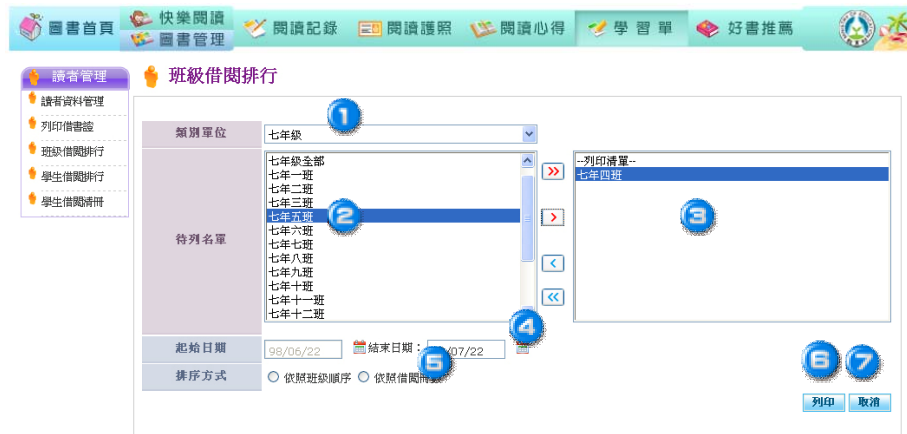 圖書首頁
快樂閱讀
圖書管理
閱讀記錄
閱讀護照
閱讀心得
學習單
好書推薦
讀者管理
讀者資料管理
列印借書證
班級借閱排行
學生借閱排行
學生借閱清冊
班級借閱排行
1
類別單位
七年級
待列名單
七年級全部
七年一班
七年二班
七年三班
七年五班
七年六班
七年七班
七年八班
七年九班
七年十班
七年十一班
七年十二班
2
--列印清單--
七年四班
3
4
起始日期
98/06/22
結束日期：
/07/22
5
排序方式
依照班級順序
依照借閱冊數
6
7
列印
取消